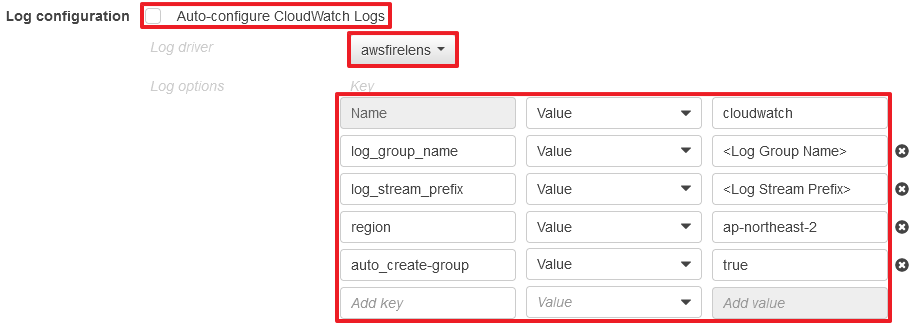 Log configuration Auto-configure CloudWatch Logs
Log driver awsfirelens
Log options Key
Name Value cloudwatch
log_group_name Value <Log Group Name>
log_stream_prefix Value <Log Stream Prefix>
region Value ap-northeast-2
auto_create-group Value true
Add key Value Add value